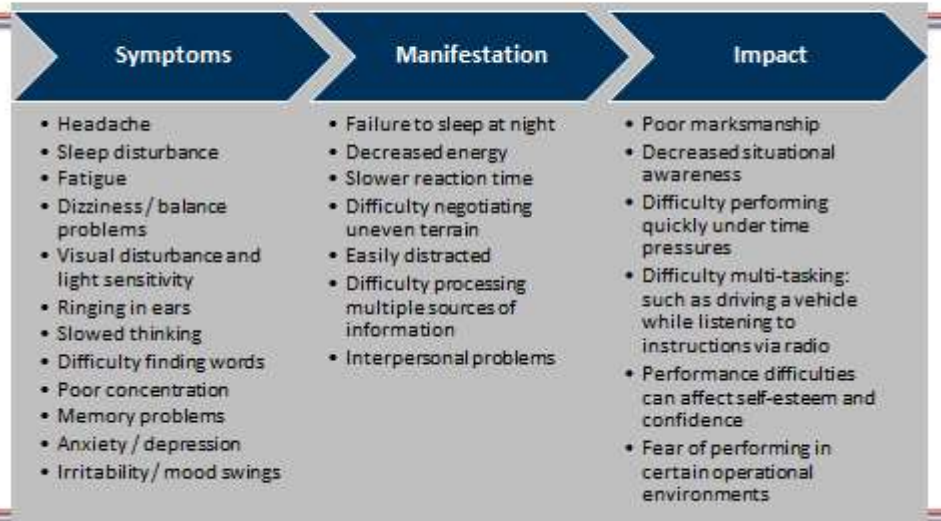 Symptoms
• Headache
• Sleep disturbance
• Fatigue
• Dizziness / balance
problems
• Visual disturbance and
light sensitivity
• Ringing in ears
• Slowed thinking
• Difficulty finding words
• Poor concentration
• Memory problems
• Anxiety / depression
• Irritability / mood swings
Manifestation
• Failure to sleep at night
• Decreased energy
• Slower reaction time
• Difficulty negotiating
uneven terrain
• Easily distracted
• Difficulty processing
multiple sources of
information
• Interpersonal problems
Impact
• Poor marksmanship
• Decreased situational
awareness
• Difficulty performing
quickly under time
pressures
• Difficulty multi-tasking:
such as driving a vehicle
while listening to
instructions via radio
• Performance difficulties
can affect self-esteem and
confidence
• Fear of performing in
certain operational
environments